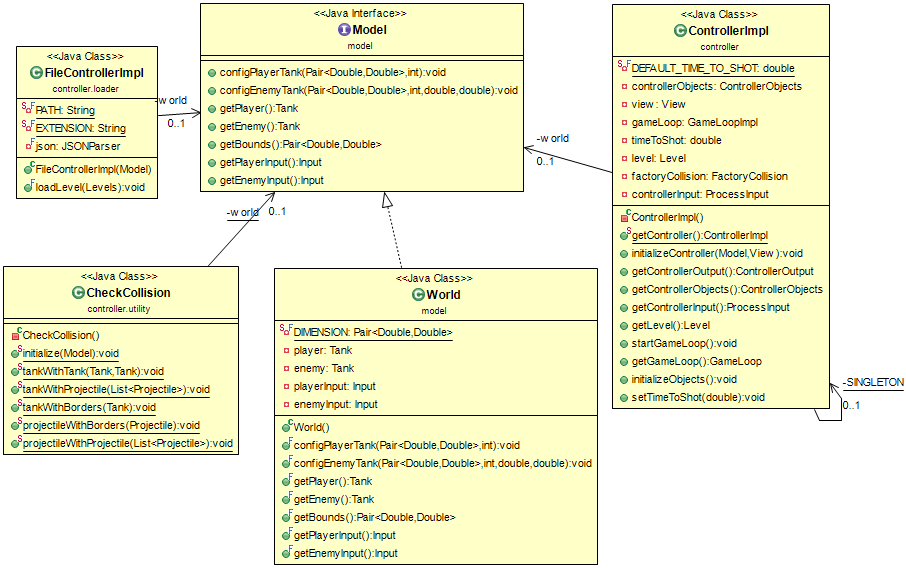 <<Java Class>>
FileControllerImpl
controller.loader
PATH: String
EXTENSION: String
json: JSONParser
FileControllerImpl(Model)
loadLevel(Levels):void
-world
0..1
<<Java Interface>>
Model
model
configPlayerTank(Pair<Double,Double>,int):void
configEnemyTank(Pair<Double,Double>,int,double,double):void
getPlayer():Tank
getEnemy():Tank
getBounds():Pair<Double,Double>
getPlayerInput():Input
getEnemyInput():Input
-world
0..1
<<Java Class>>
ControllerImpl
controller
DEFAULT_TIME_TO_SHOT: double
controllerObjects: ControllerObjects
view: View
gameLoop: GameLoopImpl
timeToShot: double
level: Level
factoryCollision: FactoryCollision
controllerInput: ProcessInput
ControllerImpl()
getController():ControllerImpl
initializeController(Model,View):void
getControllerOutput():ControllerOutput
getControllerObjects():ControllerObjects
getControllerInput():ProcessInput
getLevel():Level
startGameLoop():void
getGameLoop():GameLoop
initializeObjects():void
setTimeToShot(double):void
-SINGLETON
0..1
-world
0..1
<<Java Class>>
CheckCollision
controller.utility
CheckCollision()
initialize(Model):void
tankWithTank(Tank,Tank):void
tankWithProjectile(List<Projectile>):void
tankWithBorders(Tank):void
projectileWithBorders(Projectile):void
projectileWithProjectile(List<Projectile>):void
<<Java Class>>
World
model
DIMENSION: Pair<Double,Double>
player: Tank
enemy: Tank
playerInput: Input
enemyInput: Input
World()
configPlayerTank(Pair<Double,Double>,int):void
configEnemyTank(Pair<Double,Double>,int,double,double):void
getPlayer():Tank
getEnemy():Tank
getBounds():Pair<Double,Double>
getPlayerInput():Input
getEnemyInput():Input